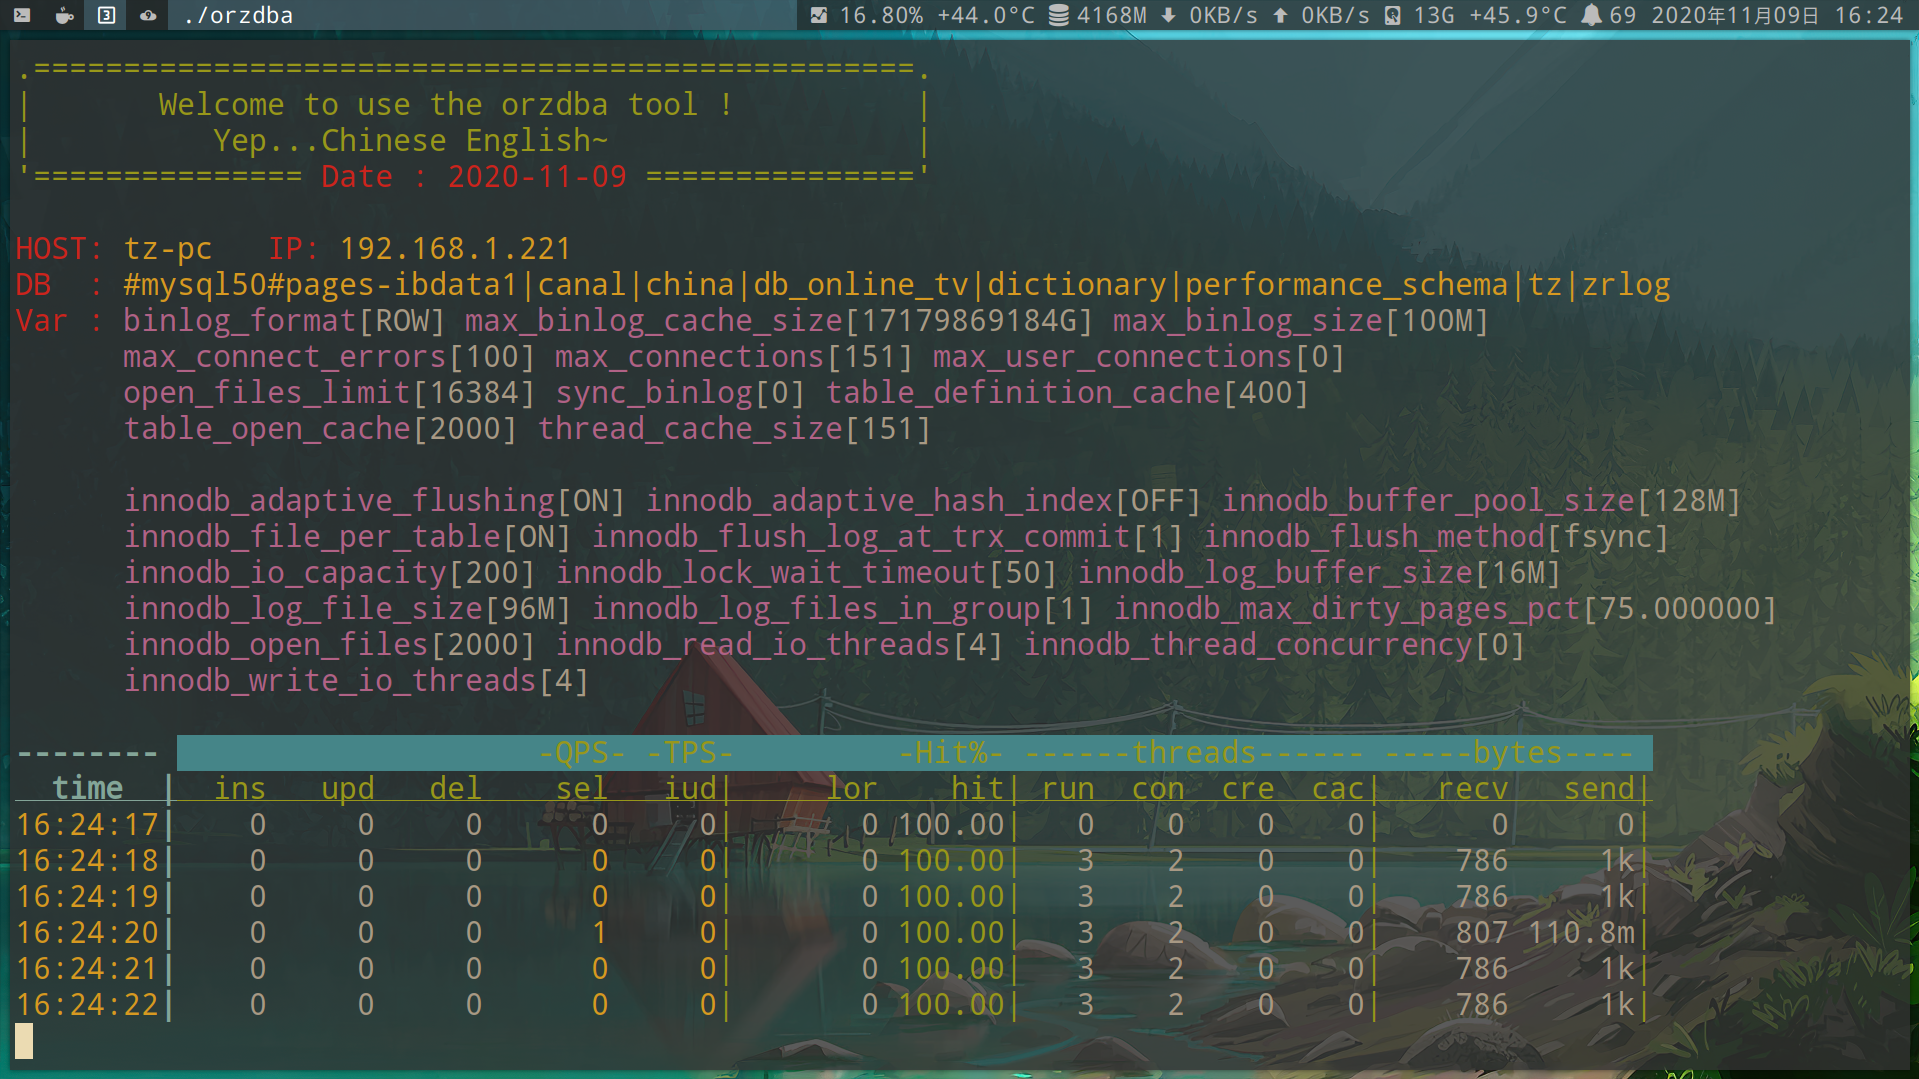 3 ./orzdba 16.80% +44.0°C 4168M 0KB/s 0KB/s 13G +45.9°C 69 2020年11月09日 16:24
.=================================================.
|       Welcome to use the orzdba tool !          |
|          Yep...Chinese English~                 |
'=============== Date : 2020-11-09 ==============='
HOST: tz-pc   IP: 192.168.1.221
DB  : #mysql50#pages-ibdata1|canal|china|db_online_tv|dictionary|performance_schema|tz|zrlog
Var : binlog_format[ROW] max_binlog_cache_size[17179869184G] max_binlog_size[100M]
      max_connect_errors[100] max_connections[151] max_user_connections[0]
      open_files_limit[16384] sync_binlog[0] table_definition_cache[400]
      table_open_cache[2000] thread_cache_size[151]
      innodb_adaptive_flushing[ON] innodb_adaptive_hash_index[OFF] innodb_buffer_pool_size[128M]
      innodb_file_per_table[ON] innodb_flush_log_at_trx_commit[1] innodb_flush_method[fsync]
      innodb_io_capacity[200] innodb_lock_wait_timeout[50] innodb_log_buffer_size[16M]
      innodb_log_file_size[96M] innodb_log_files_in_group[1] innodb_max_dirty_pages_pct[75.000000]
      innodb_open_files[2000] innodb_read_io_threads[4] innodb_thread_concurrency[0]
      innodb_write_io_threads[4]
--------                     -QPS- -TPS-         -Hit%- ------threads------ -----bytes----
  time  |  ins   upd   del    sel   iud|     lor    hit| run  con  cre  cac|   recv   send|
16:24:17|    0     0     0      0     0|       0 100.00|   0    0    0    0|      0      0|
16:24:18|    0     0     0      0     0|       0 100.00|   3    2    0    0|    786     1k|
16:24:19|    0     0     0      0     0|       0 100.00|   3    2    0    0|    786     1k|
16:24:20|    0     0     0      1     0|       0 100.00|   3    2    0    0|    807 110.8m|
16:24:21|    0     0     0      0     0|       0 100.00|   3    2    0    0|    786     1k|
16:24:22|    0     0     0      0     0|       0 100.00|   3    2    0    0|    786     1k|